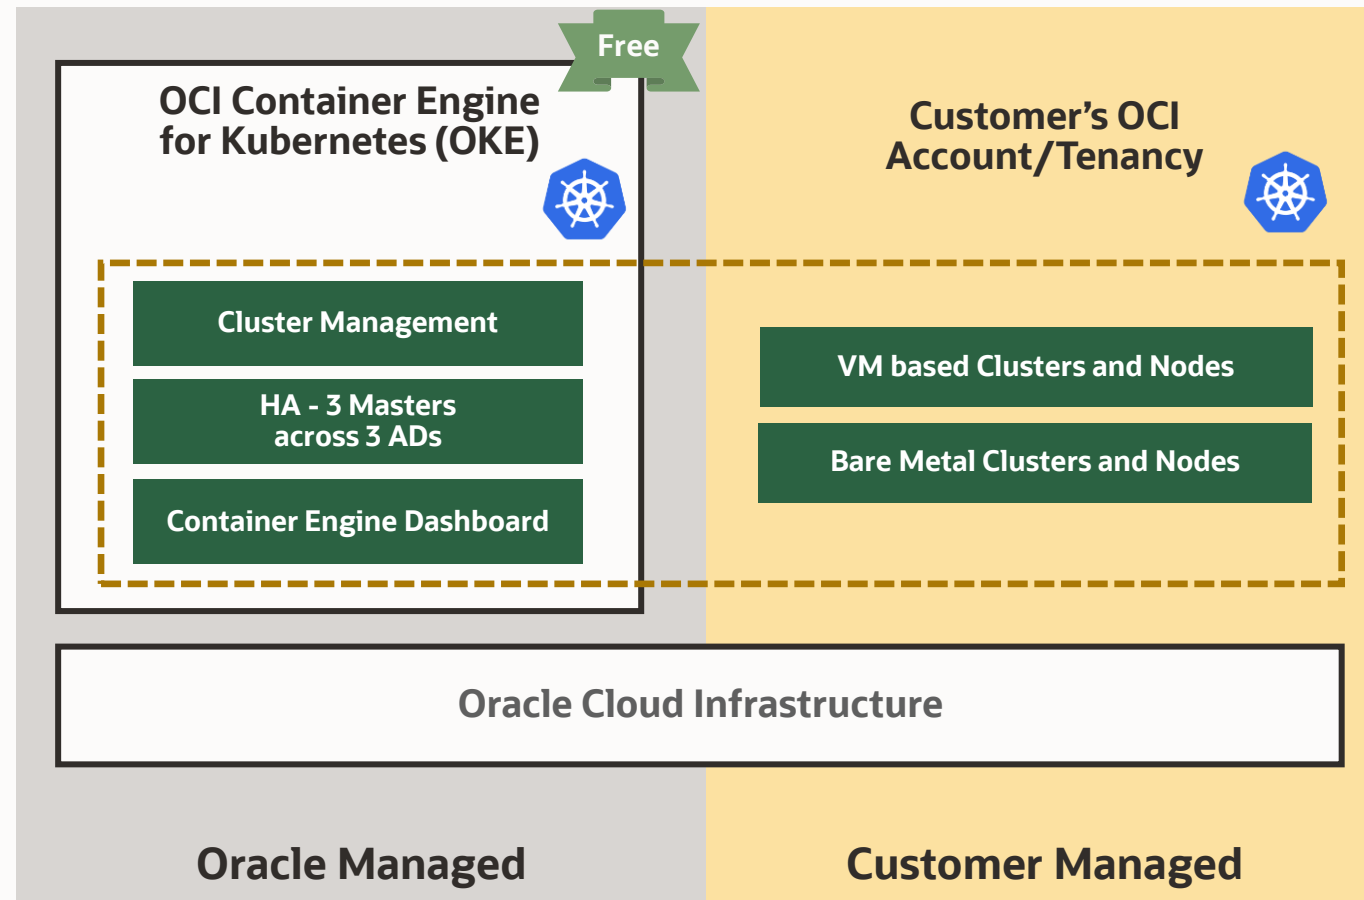 Free
OCI Container Engine
for Kubernetes (OKE)
Cluster Management
HA - 3 Masters
across 3 ADs
Container Engine Dashboard
Customer’s OCI
Account/Tenancy
VM based Clusters and Nodes
Bare Metal Clusters and Nodes
Oracle Cloud Infrastructure
Oracle Managed
Customer Managed